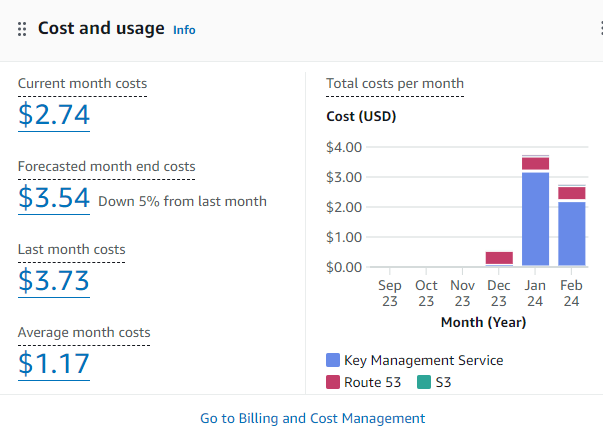 Cost and usage Info
Current month costs
$2.74
Forecasted month end costs
$3.54 Down 5% from last month
Last month costs
$3.73
Average month costs
$1.17
Total costs per month
Cost (USD)
$4.00
$3.00
$2.00
$1.00
$0.00
Sep 23
Oct 23
Nov 23
Dec 23
Jan 24
Feb 24
Month (Year)
Key Management Service
Route 53
S3
Go to Billing and Cost Management